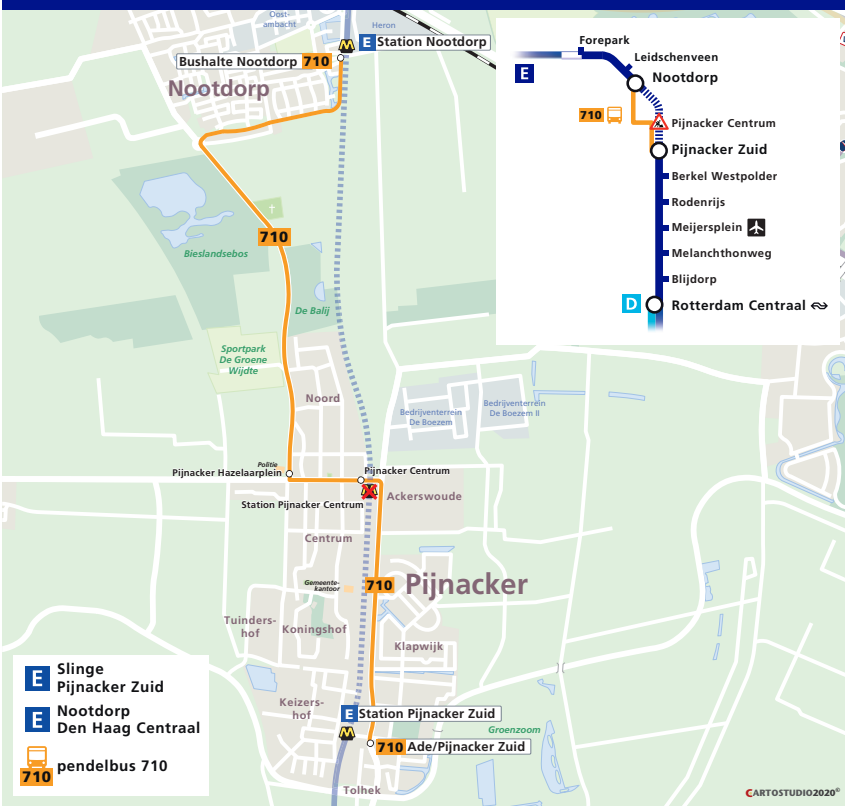 Oost-
ambacht
Heron
E Station Nootdorp
Bushalte Nootdorp 710
Nootdorp
710
Bieslandsebos
De Balij
Sportpark
De Groene
Wijdte
Noord
Bedrijventerrein
De Boezem
Bedrijventerrein
De Boezem II
Politie
Pijnacker Hazelaarplein
Pijnacker Centrum
Station Pijnacker Centrum
Ackerswoude
Centrum
Gemeente-
kantoor
710
Pijnacker
Tuinders-
hof
Koningshof
Klapwijk
Keizers-
hof
E Station Pijnacker Zuid
Groenzoom
710 Ade/Pijnacker Zuid
Tolhek
Forepark
Leidschenveen
E
Nootdorp
710
Pijnacker Centrum
Pijnacker Zuid
Berkel Westpolder
Rodenrijs
Meijersplein
Melanchthonweg
Blijdorp
D
Rotterdam Centraal
E Slinge
Pijnacker Zuid
E Nootdorp
Den Haag Centraal
710 pendelbus 710
CARTOSTUDIO2020©